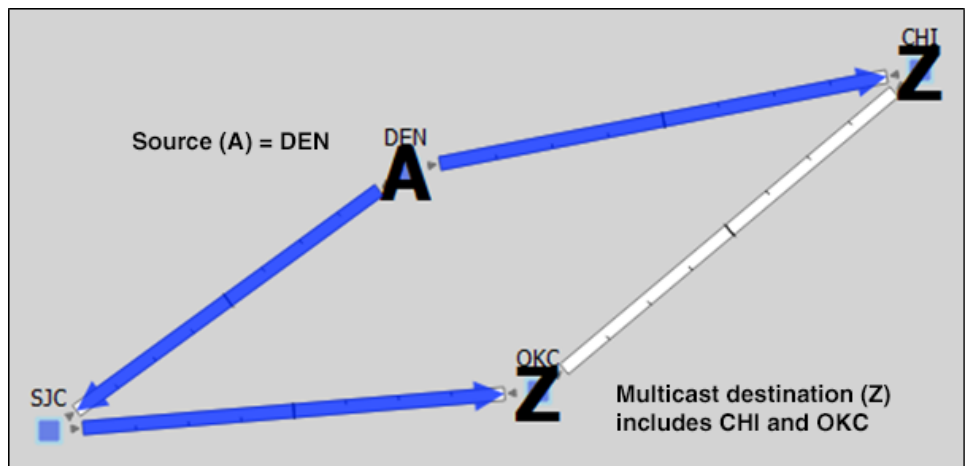 CHI
Z
Source (A) = DEN
DEN
A
SJC
OKC
Z
Multicast destination (Z)
includes CHI and OKC